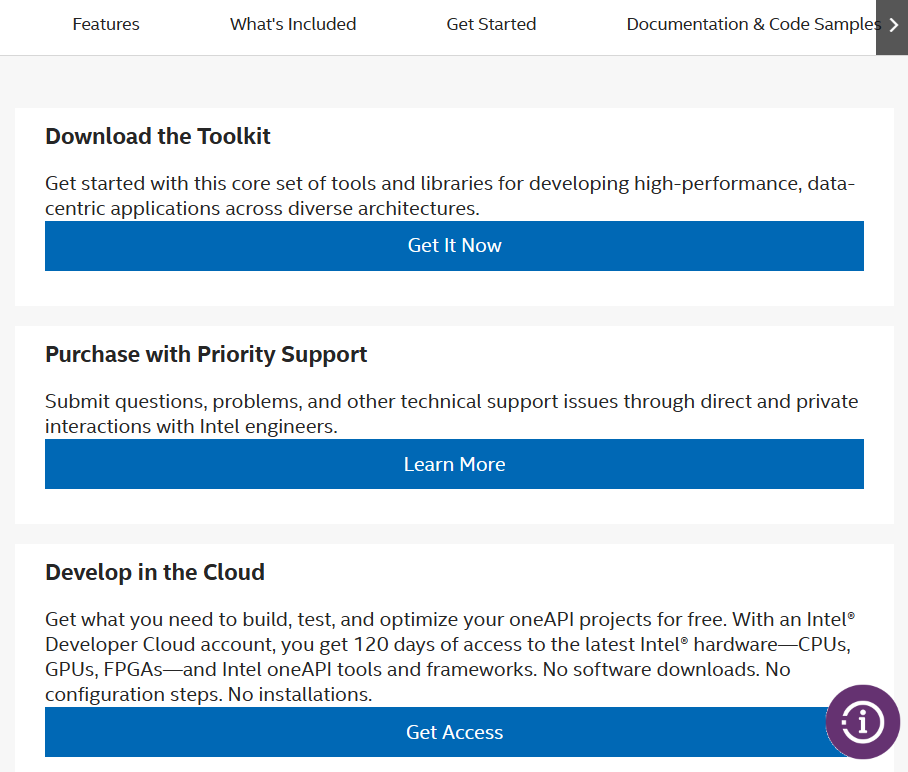 Features What's Included Get Started Documentation & Code Samples
Download the Toolkit
Get started with this core set of tools and libraries for developing high-performance, data-
centric applications across diverse architectures.
Get It Now
Purchase with Priority Support
Submit questions, problems, and other technical support issues through direct and private
interactions with Intel engineers.
Learn More
Develop in the Cloud
Get what you need to build, test, and optimize your oneAPI projects for free. With an Intel®
Developer Cloud account, you get 120 days of access to the latest Intel® hardware—CPUs,
GPUs, FPGAs—and Intel oneAPI tools and frameworks. No software downloads. No
configuration steps. No installations.
Get Access